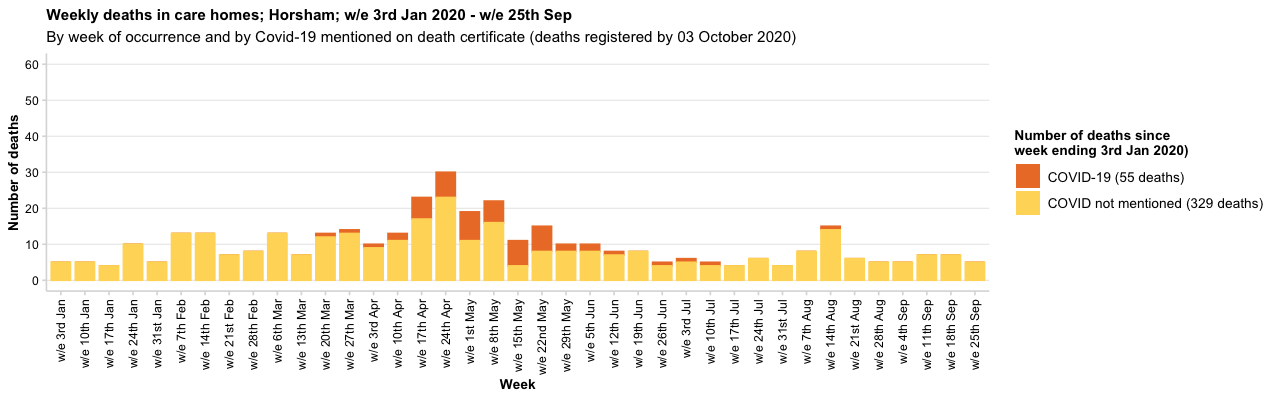 Weekly deaths in care homes; Horsham; w/e 3rd Jan 2020 - w/e 25th Sep
By week of occurrence and by Covid-19 mentioned on death certificate (deaths registered by 03 October 2020)
Number of deaths
60
50
40
30
20
10
0
w/e 3rd Jan
w/e 10th Jan
w/e 17th Jan
w/e 24th Jan
w/e 31st Jan
w/e 7th Feb
w/e 14th Feb
w/e 21st Feb
w/e 28th Feb
w/e 6th Mar
w/e 13th Mar
w/e 20th Mar
w/e 27th Mar
w/e 3rd Apr
w/e 10th Apr
w/e 17th Apr
w/e 24th Apr
w/e 1st May
w/e 8th May
w/e 15th May
w/e 22nd May
w/e 29th May
w/e 5th Jun
w/e 12th Jun
w/e 19th Jun
w/e 26th Jun
w/e 3rd Jul
w/e 10th Jul
w/e 17th Jul
w/e 24th Jul
w/e 31st Jul
w/e 7th Aug
w/e 14th Aug
w/e 21st Aug
w/e 28th Aug
w/e 4th Sep
w/e 11th Sep
w/e 18th Sep
w/e 25th Sep
Week
Number of deaths since
week ending 3rd Jan 2020)
COVID-19 (55 deaths)
COVID not mentioned (329 deaths)